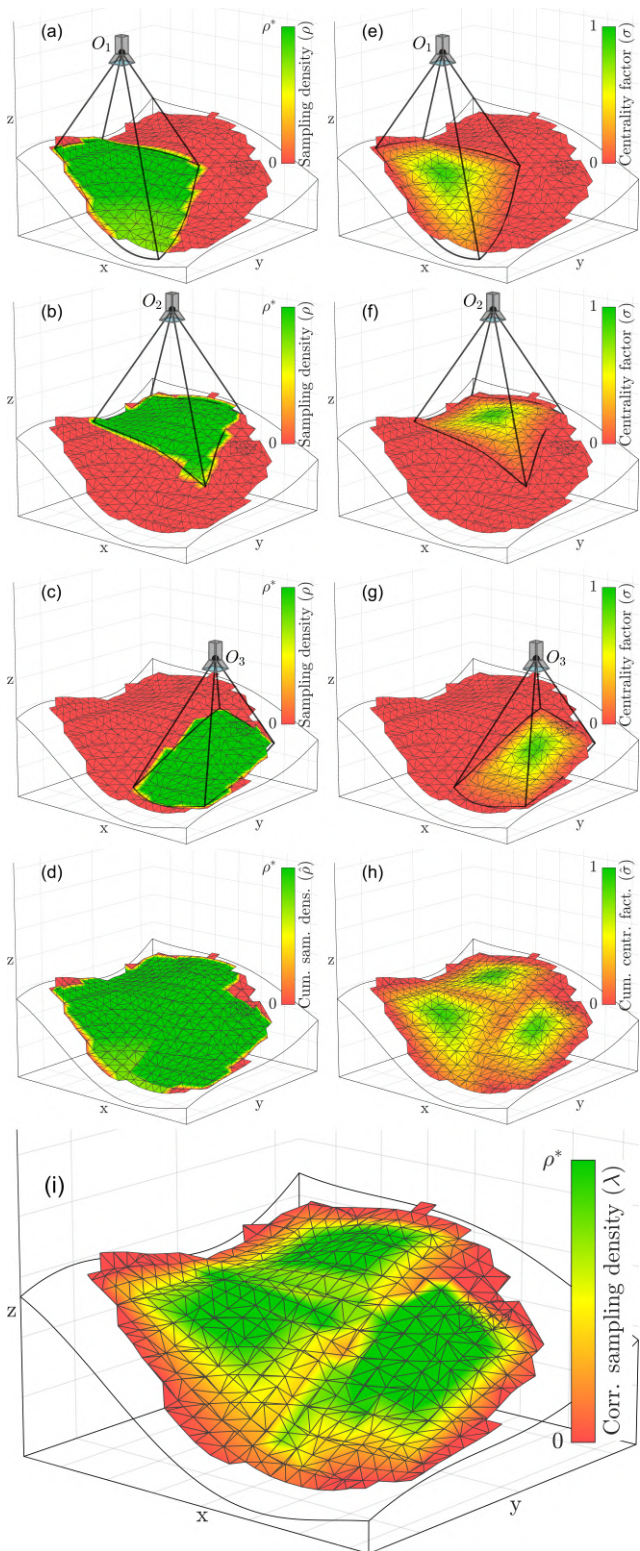 (a)
O₁
ρ*
Sampling density (ρ)
0
z
x
y
(e)
O₁
1
Centrality factor (σ)
0
x
y
(b)
O₂
ρ*
Sampling density (ρ)
0
z
x
y
(f)
O₂
1
Centrality factor (σ)
0
x
y
(c)
O₃
ρ*
Sampling density (ρ)
0
z
x
y
(g)
O₃
1
Centrality factor (σ)
0
x
y
(d)
ρ*
Cum. sam. dens. (ρ̄)
0
z
x
y
(h)
1
Cum. centr. fact. (σ̄)
0
x
y
(i)
ρ*
Corr. sampling density (λ)
0
z
x
y